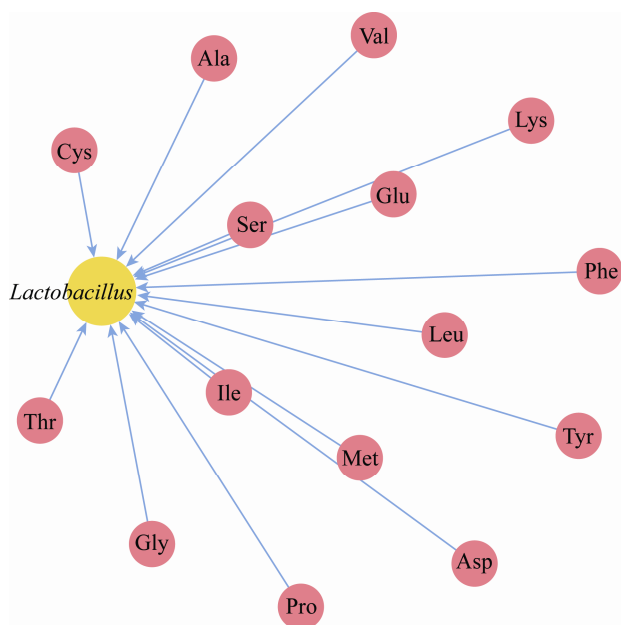 Val
Ala
Lys
Cys
Glu
Ser
Phe
Lactobacillus
Leu
Ile
Thr
Tyr
Met
Gly
Asp
Pro